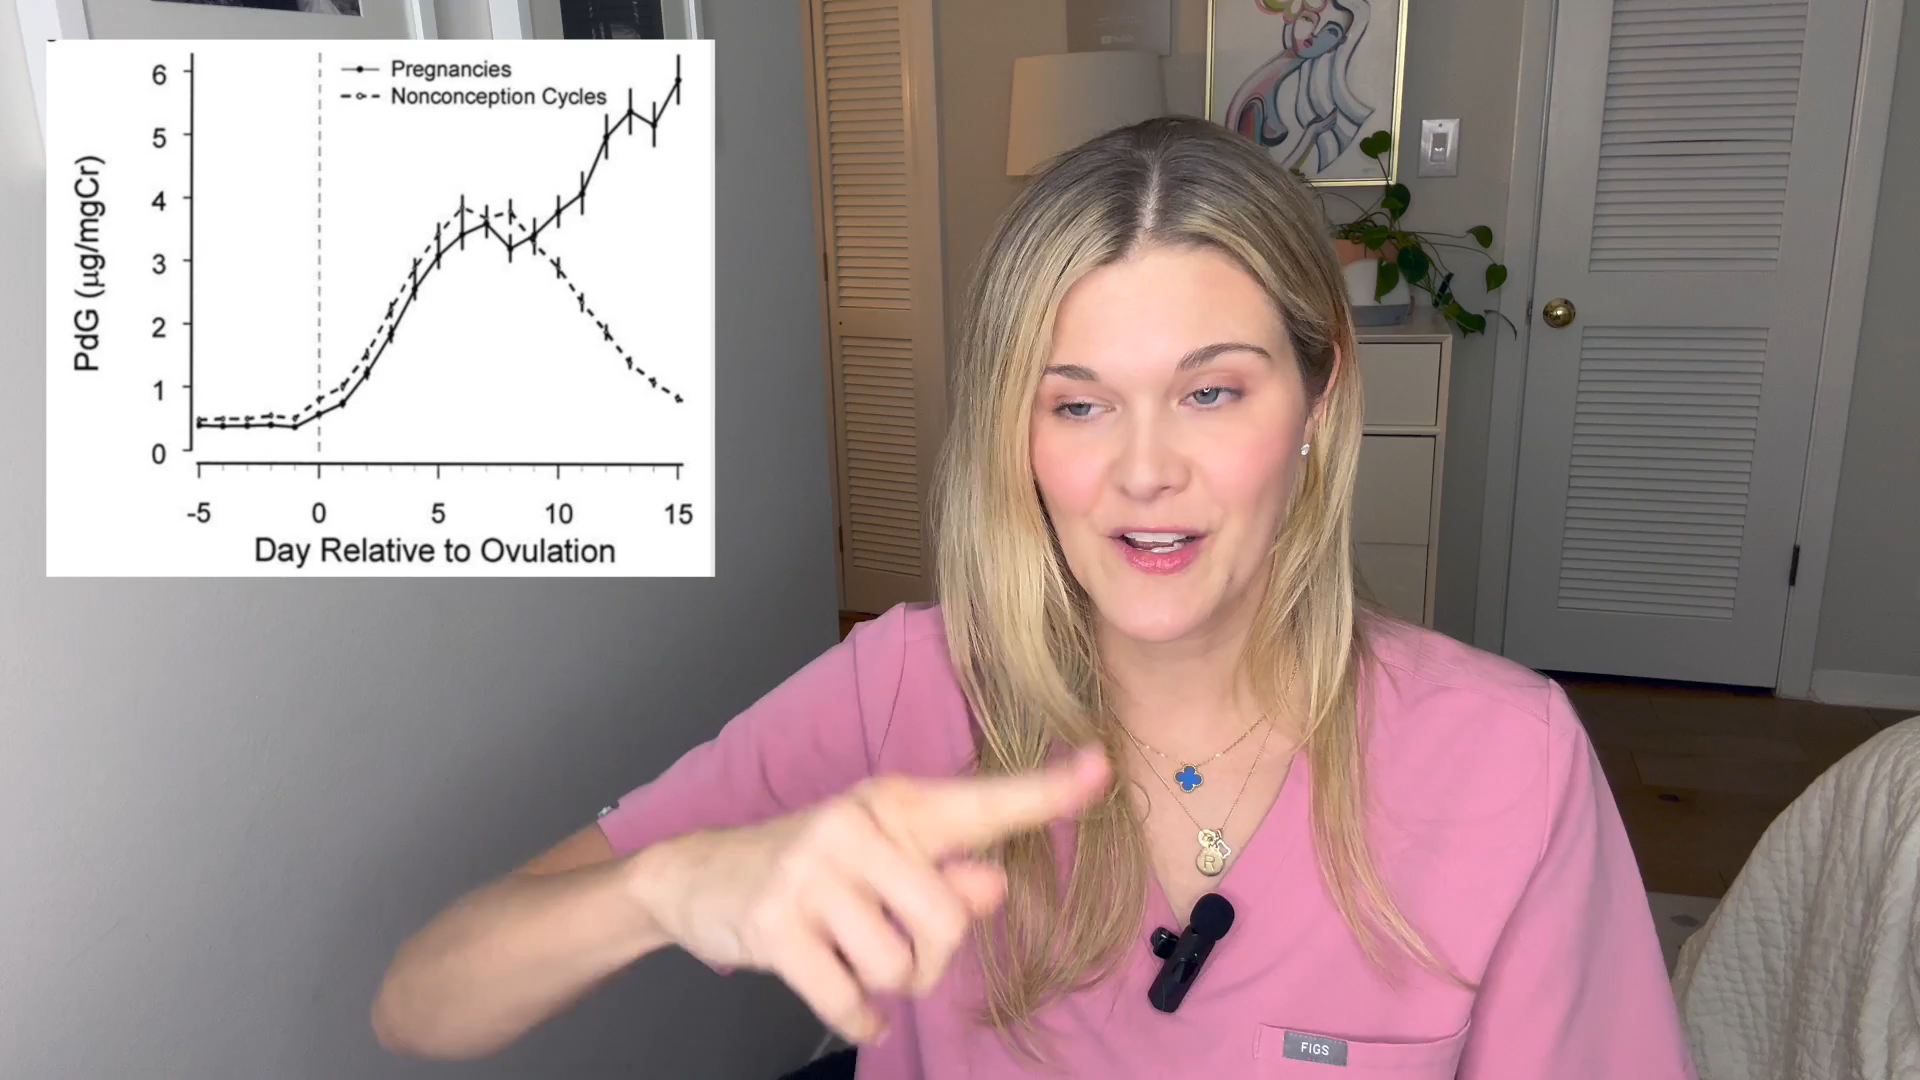 Pregnancies
Nonconception Cycles
6
5
4
3
2
1
0
PdG (μg/mgCr)
-5 0 5 10 15
Day Relative to Ovulation
R
FIGS